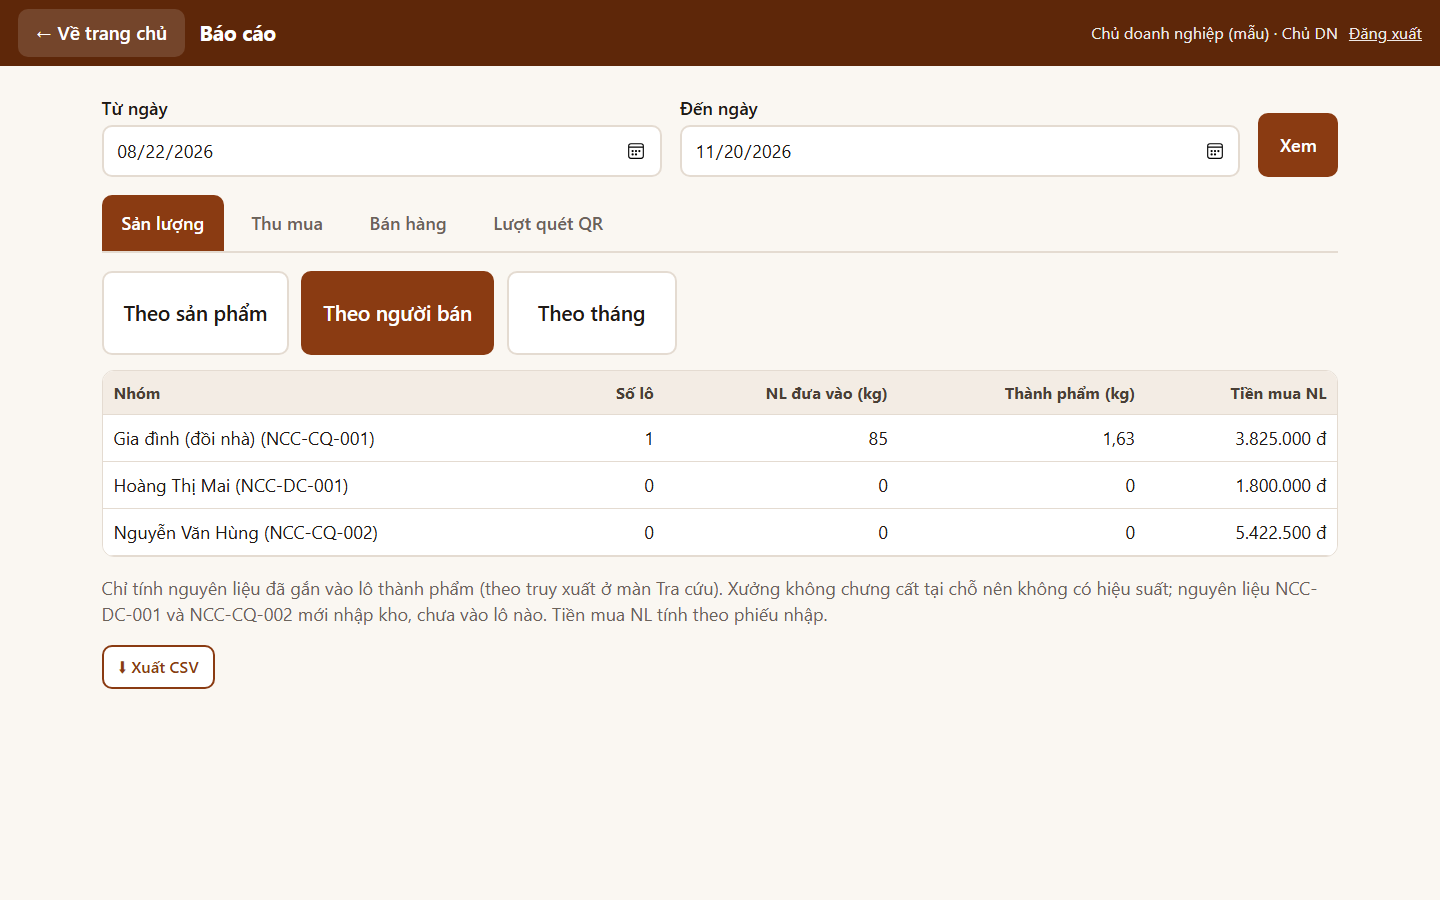 ← Về trang chủ
Báo cáo
Chủ doanh nghiệp (mẫu) · Chủ DN Đăng xuất
Từ ngày
Đến ngày
08/22/2026
11/20/2026
Xem
Sản lượng
Thu mua
Bán hàng
Lượt quét QR
Theo sản phẩm
Theo người bán
Theo tháng
Nhóm Số lô NL đưa vào (kg) Thành phẩm (kg) Tiền mua NL
Gia đình (đồi nhà) (NCC-CQ-001) 1 85 1,63 3.825.000 đ
Hoàng Thị Mai (NCC-DC-001) 0 0 0 1.800.000 đ
Nguyễn Văn Hùng (NCC-CQ-002) 0 0 0 5.422.500 đ
Chỉ tính nguyên liệu đã gắn vào lô thành phẩm (theo truy xuất ở màn Tra cứu). Xưởng không chưng cất tại chỗ nên không có hiệu suất; nguyên liệu NCC-
DC-001 và NCC-CQ-002 mới nhập kho, chưa vào lô nào. Tiền mua NL tính theo phiếu nhập.
⬇ Xuất CSV